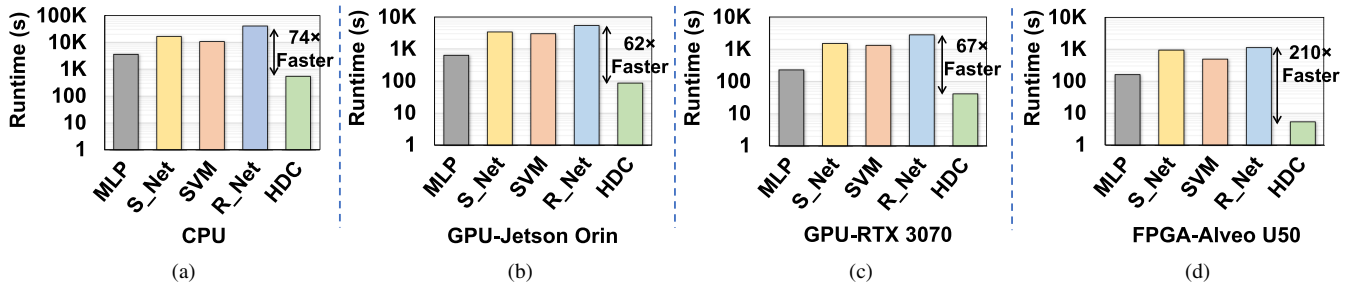 Runtime (s)
100K
10K
1K
100
10
1
74×
Faster
MLP
S_Net
SVM
R_Net
HDC
CPU
(a)
Runtime (s)
10K
1K
100
10
1
62×
Faster
MLP
S_Net
SVM
R_Net
HDC
GPU-Jetson Orin
(b)
Runtime (s)
10K
1K
100
10
1
67×
Faster
MLP
S_Net
SVM
R_Net
HDC
GPU-RTX 3070
(c)
Runtime (s)
10K
1K
100
10
1
210×
Faster
MLP
S_Net
SVM
R_Net
HDC
FPGA-Alveo U50
(d)